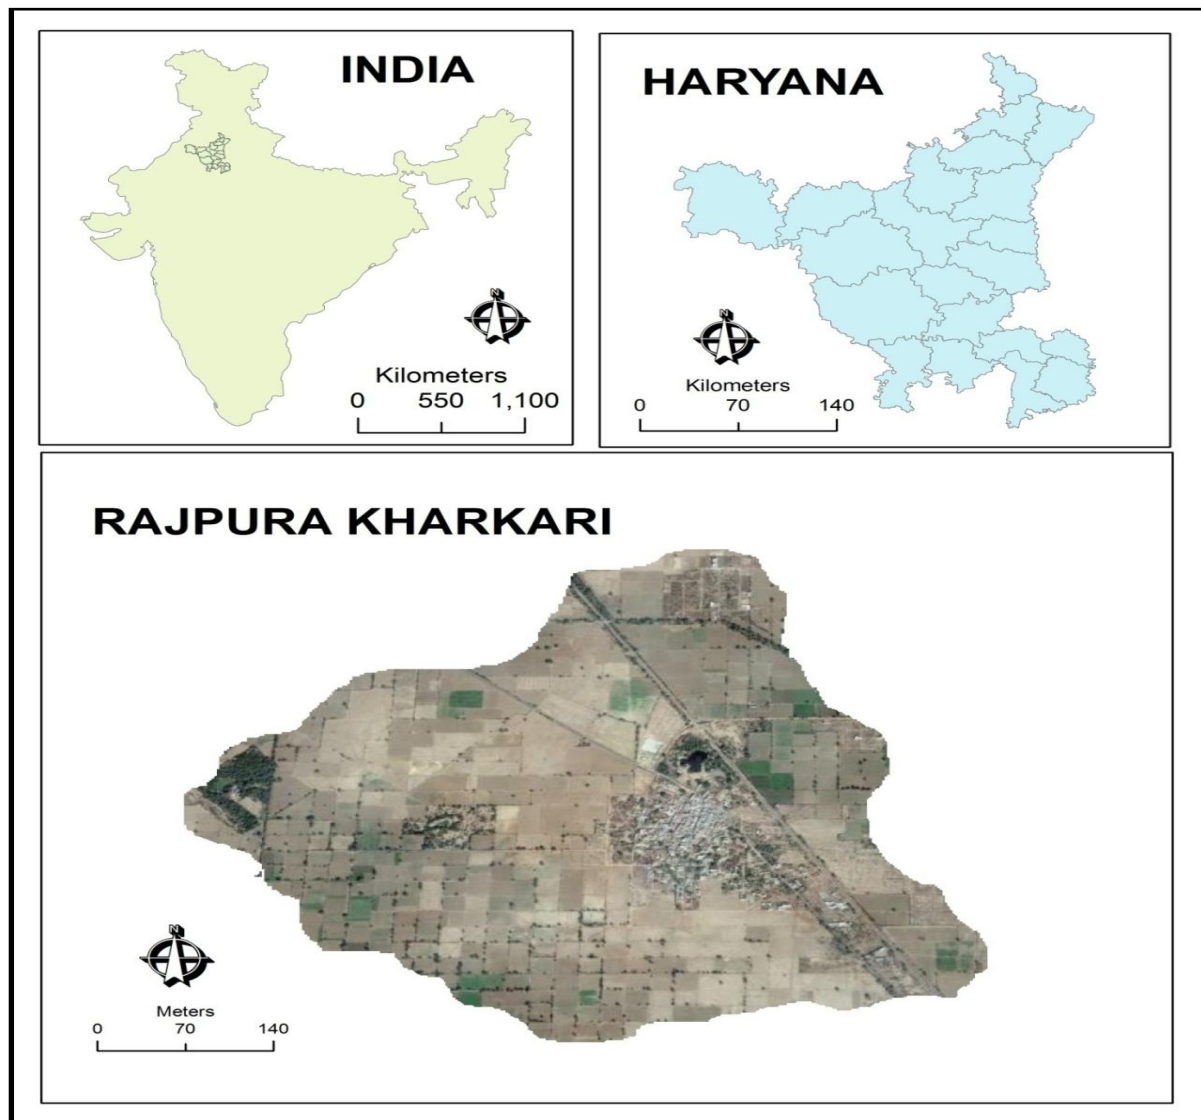 INDIA
N
Kilometers
0 550 1,100
HARYANA
N
Kilometers
0 70 140
RAJPURA KHARKARI
N
Meters
0 70 140